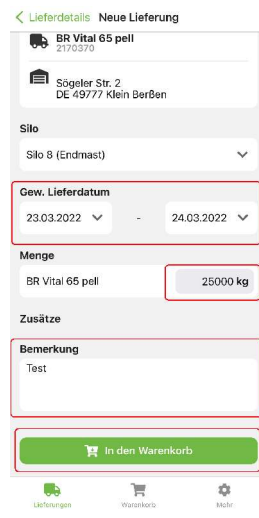 Lieferdetails Neue Lieferung
BR Vital 65 pell
2170370
Sögeler Str. 2
DE 49777 Klein Berßen
Silo
Silo 8 (Endmast)
Gew. Lieferdatum
23.03.2022 - 24.03.2022
Menge
BR Vital 65 pell 25000 kg
Zusätze
Bemerkung
Test
In den Warenkorb
Lieferungen Warenkorb Mehr